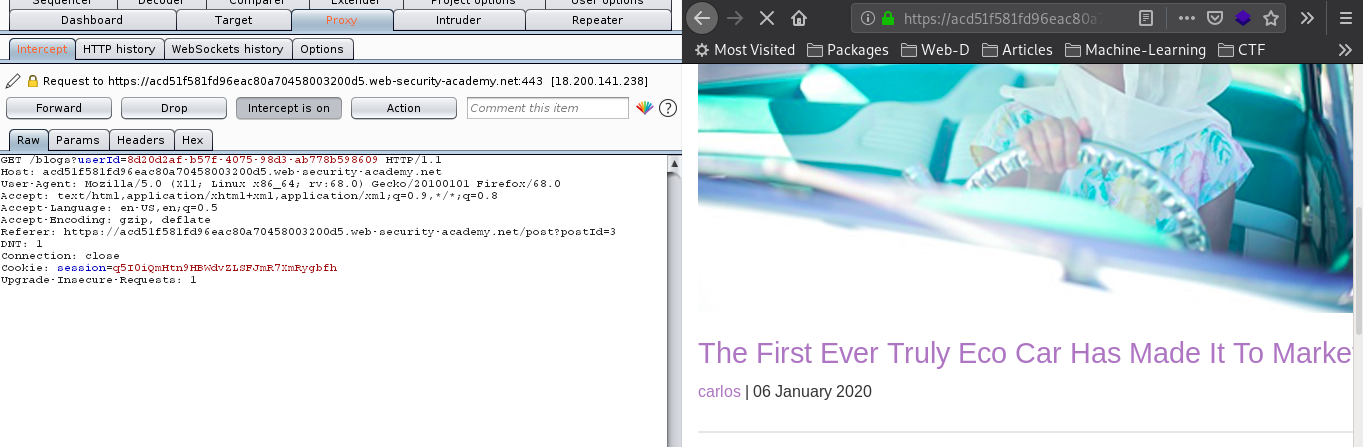 Sequencer Decoder Comparer Extender Project options User options
Dashboard Target Proxy Intruder Repeater
Intercept HTTP history WebSockets history Options
Request to https://acd51f581fd96eac80a70458003200d5.web-security-academy.net:443 [18.200.141.238]
Forward Drop Intercept is on Action Comment this item ?
Raw Params Headers Hex
GET /blogs?userId=8d20d2af-b57f-4075-98d3-ab778b598609 HTTP/1.1
Host: acd51f581fd96eac80a70458003200d5.web-security-academy.net
User-Agent: Mozilla/5.0 (X11; Linux x86_64; rv:68.0) Gecko/20100101 Firefox/68.0
Accept: text/html,application/xhtml+xml,application/xml;q=0.9,*/*;q=0.8
Accept-Language: en-US,en;q=0.5
Accept-Encoding: gzip, deflate
Referer: https://acd51f581fd96eac80a70458003200d5.web-security-academy.net/post?postId=3
DNT: 1
Connection: close
Cookie: session=q5I0iQmHtn9HBWdvZLSFJmR7XmRygbfh
Upgrade-Insecure-Requests: 1
https://acd51f581fd96eac80a7
Most Visited Packages Web-D Articles Machine-Learning CTF
The First Ever Truly Eco Car Has Made It To Marke
carlos | 06 January 2020